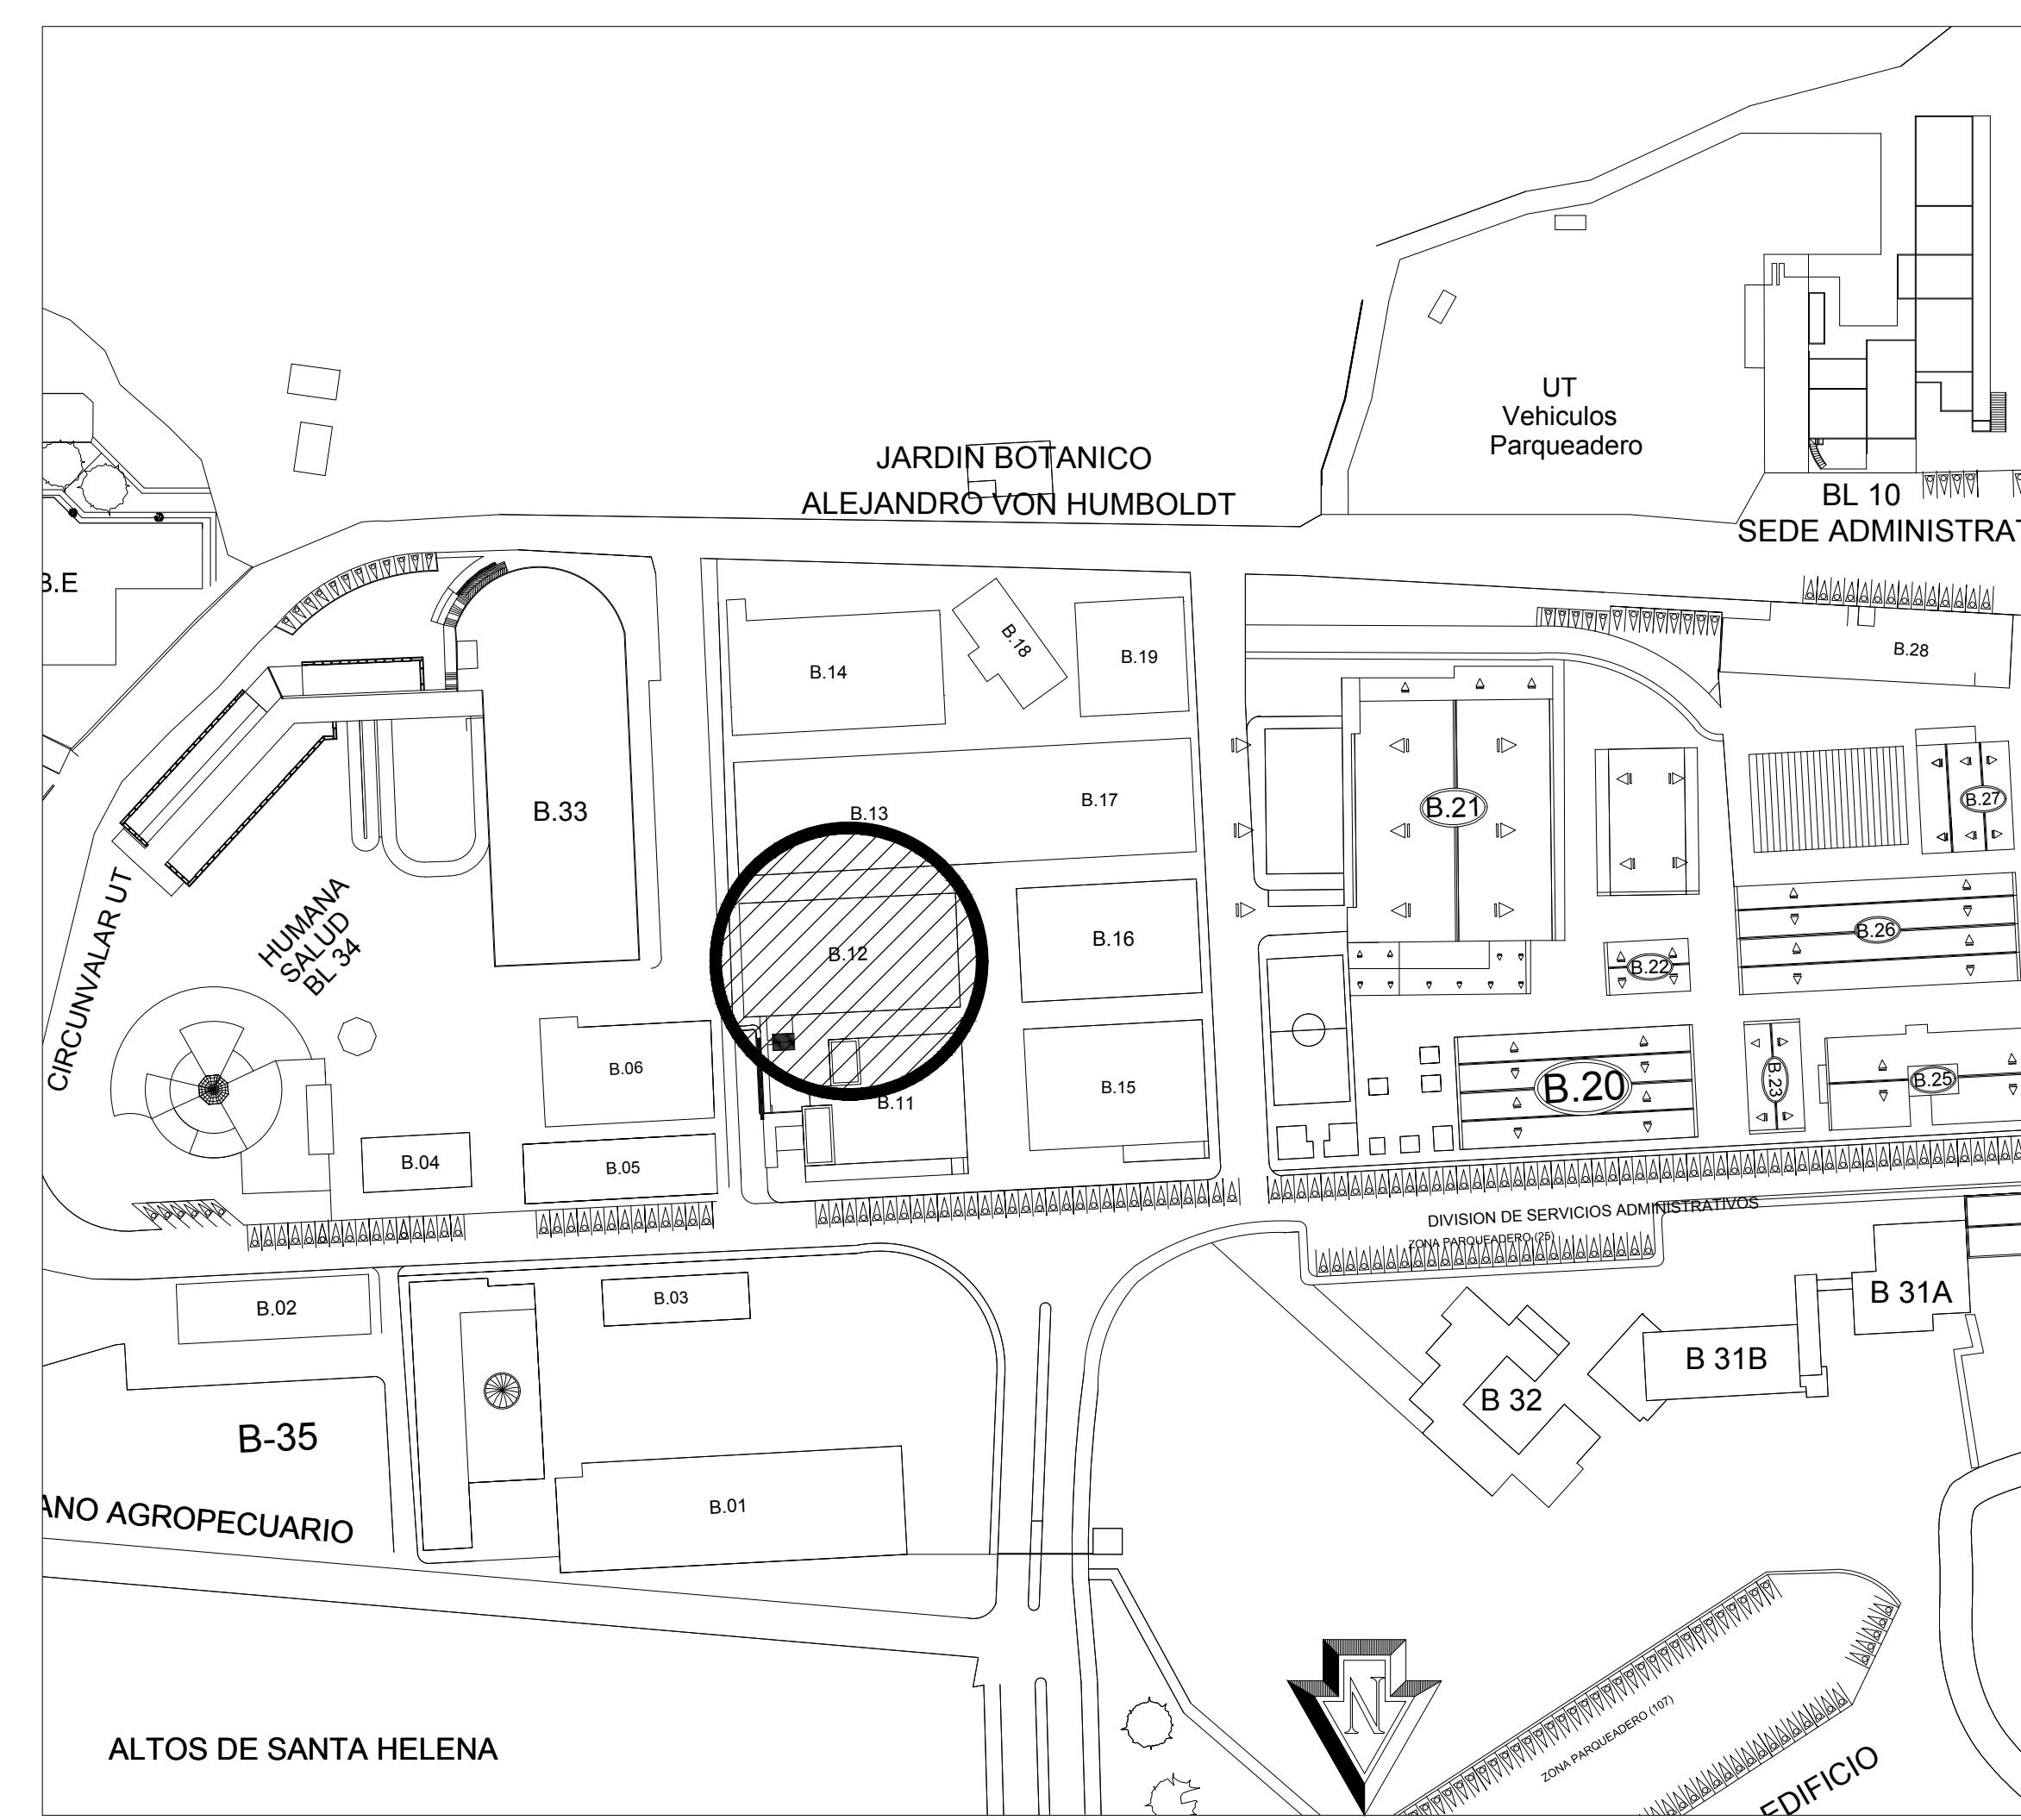 UT
Vehiculos
Parqueadero
JARDIN BOTANICO
ALEJANDRO VON HUMBOLDT
BL 10
SEDE ADMINISTRAT
B.E
B.14
B.18
B.19
B.28
B.33
B.13
B.17
B.21
B.27
CIRCUNVALAR UT
HUMANA
SALUD
BL 34
B.12
B.16
B.22
B.26
B.06
B.11
B.15
B.20
B.23
B.25
B.04
B.05
DIVISION DE SERVICIOS ADMINISTRATIVOS
ZONA PARQUEADERO (25)
B.02
B.03
B 31A
B 31B
B 32
B-35
ANO AGROPECUARIO
B.01
N
ZONA PARQUEADERO (107)
EDIFICIO
ALTOS DE SANTA HELENA